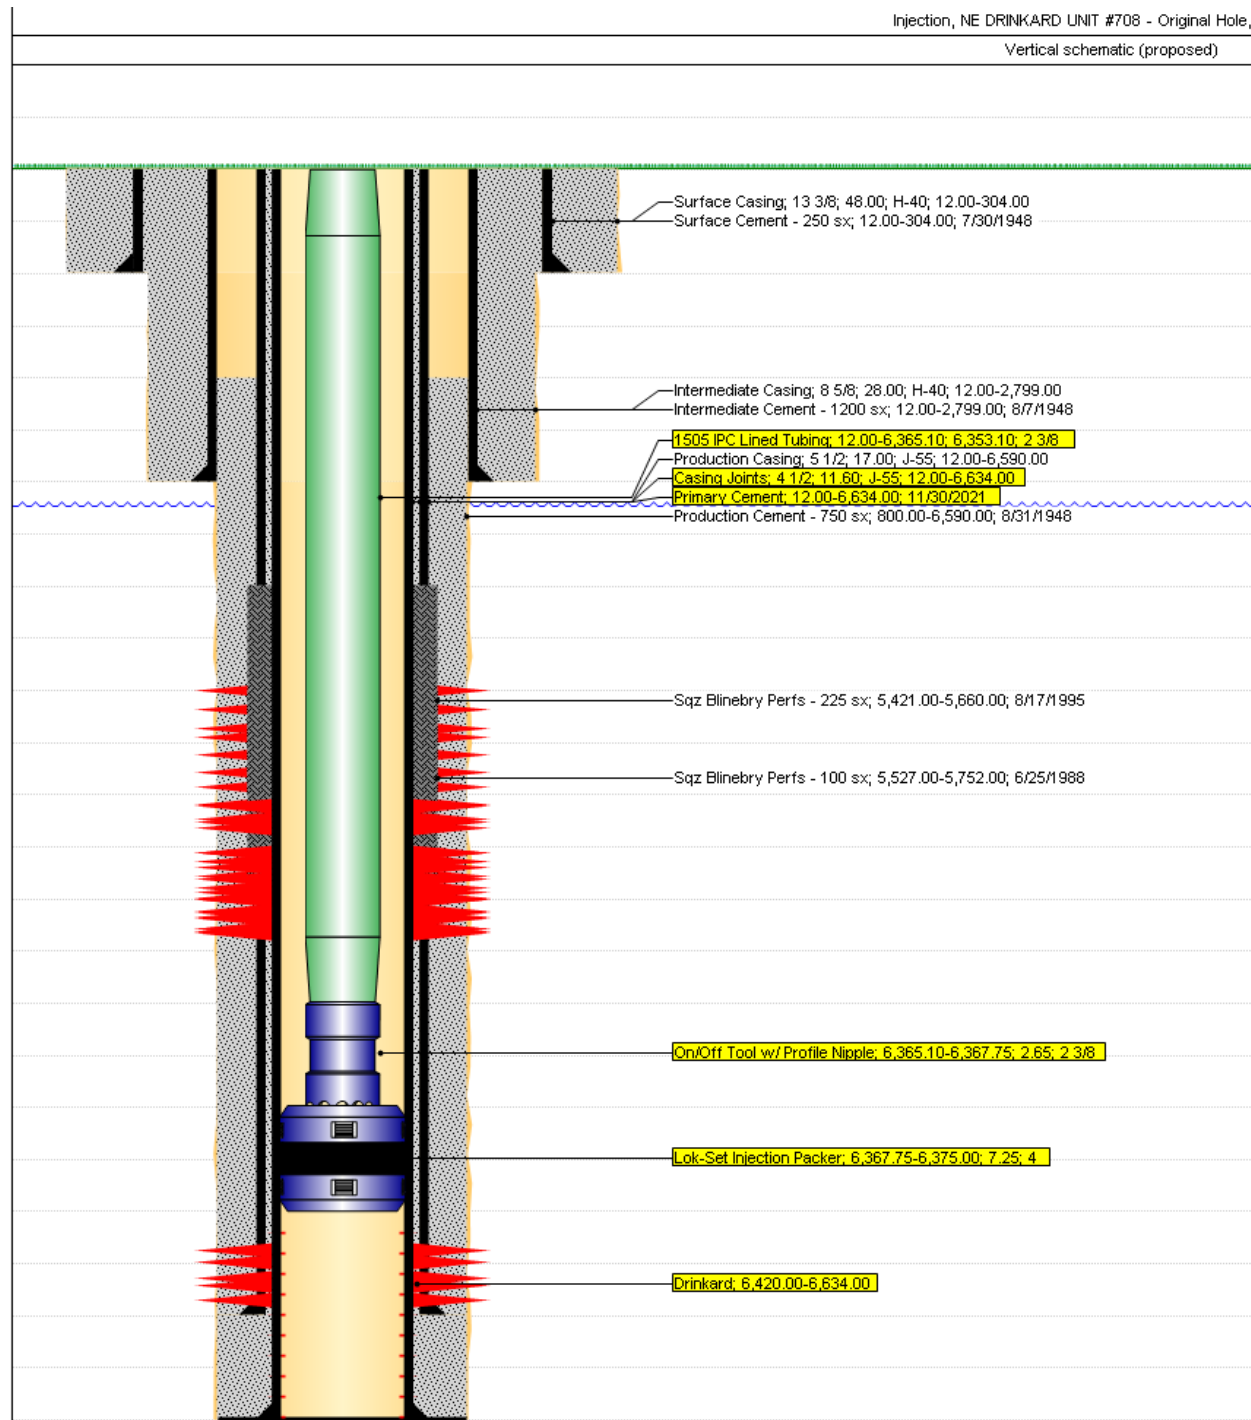 Injection, NE DRINKARD UNIT #708 - Original Hole,
Vertical schematic (proposed)
Surface Casing; 13 3/8; 48.00; H-40; 12.00-304.00
Surface Cement - 250 sx; 12.00-304.00; 7/30/1948
Intermediate Casing; 8 5/8; 28.00; H-40; 12.00-2,799.00
Intermediate Cement - 1200 sx; 12.00-2,799.00; 8/7/1948
1505 IPC Lined Tubing; 12.00-6,365.10; 6,353.10; 2 3/8
Production Casing; 5 1/2; 17.00; J-55; 12.00-6,590.00
Casing Joints; 4 1/2; 11.60; J-55; 12.00-6,634.00
Primary Cement; 12.00-6,634.00; 11/30/2021
Production Cement - 750 sx; 800.00-6,590.00; 8/31/1948
Sqz Blinebry Perfs - 225 sx; 5,421.00-5,660.00; 8/17/1995
Sqz Blinebry Perfs - 100 sx; 5,527.00-5,752.00; 6/25/1988
On/Off Tool w/ Profile Nipple; 6,365.10-6,367.75; 2.65; 2 3/8
Lok-Set Injection Packer; 6,367.75-6,375.00; 7.25; 4
Drinkard; 6,420.00-6,634.00